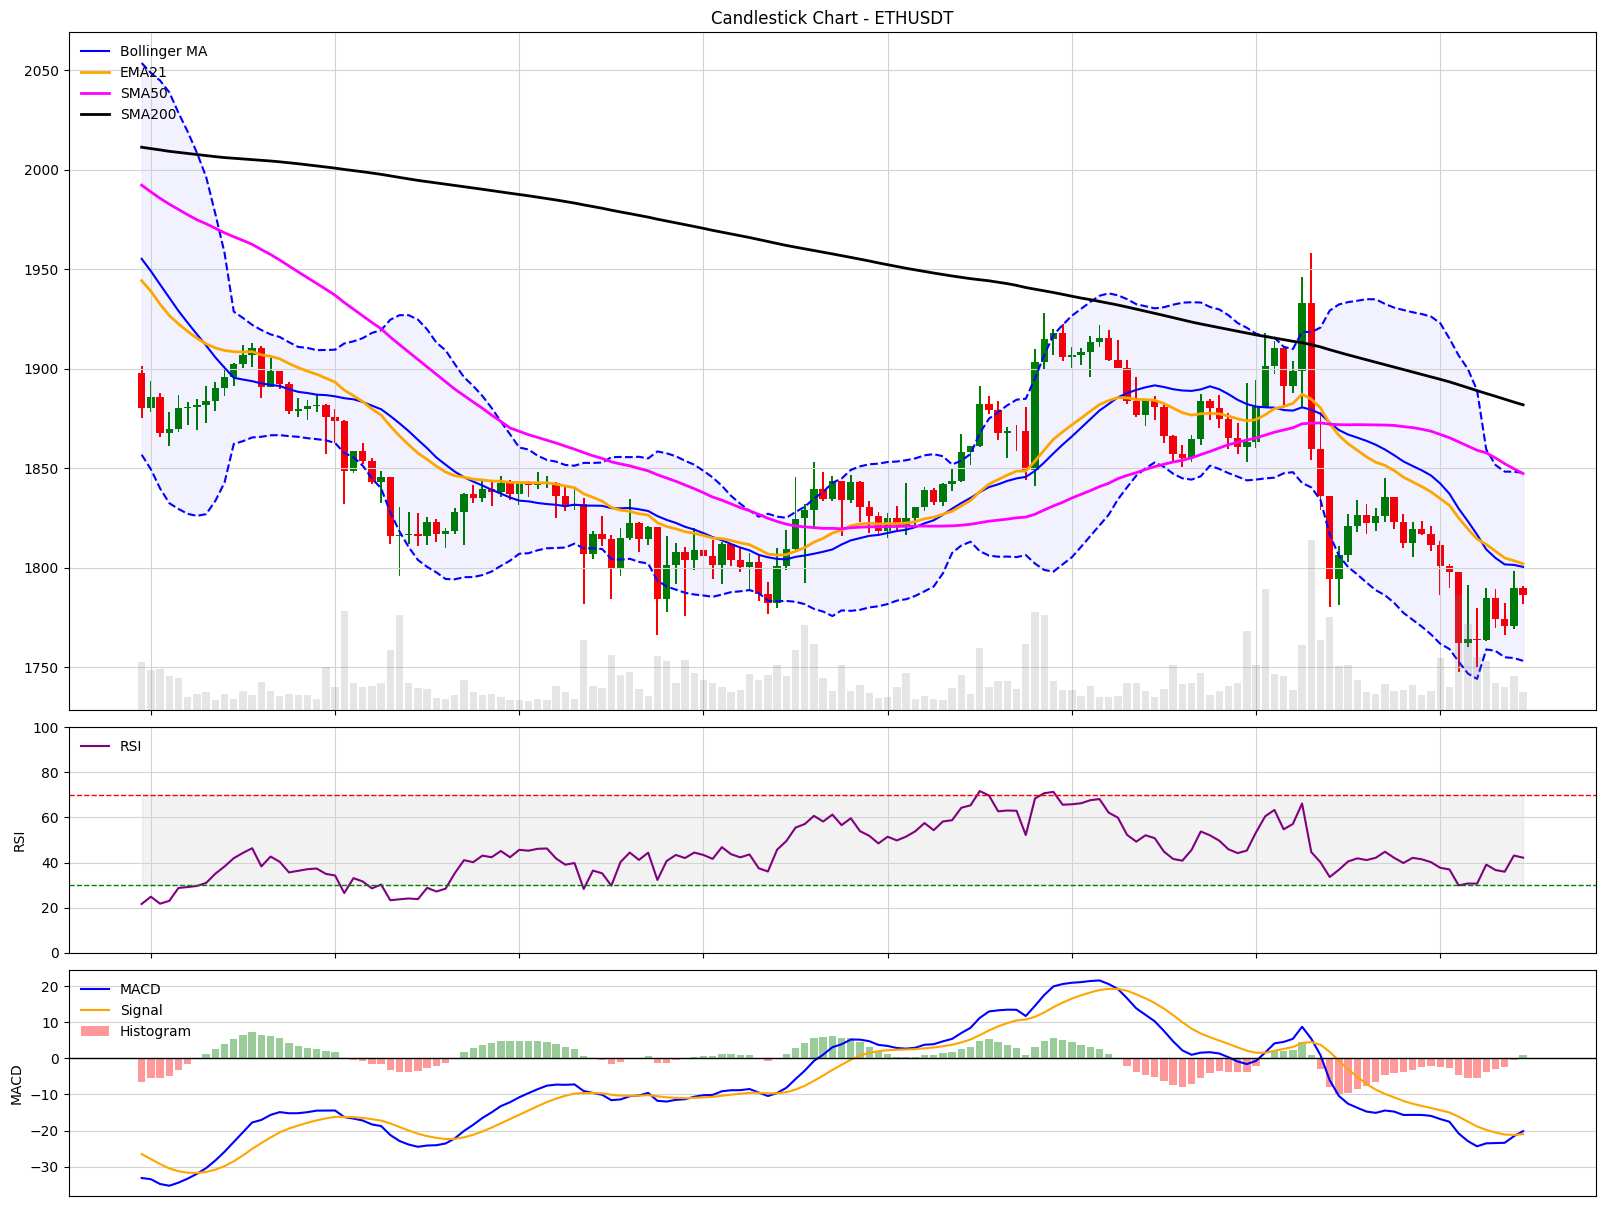 Candlestick Chart - ETHUSDT
Bollinger MA
EMA21
SMA50
SMA200
2050
2000
1950
1900
1850
1800
1750
RSI
100
80
60
40
20
0
RSI
MACD
Signal
Histogram
20
10
0
−10
−20
−30
MACD